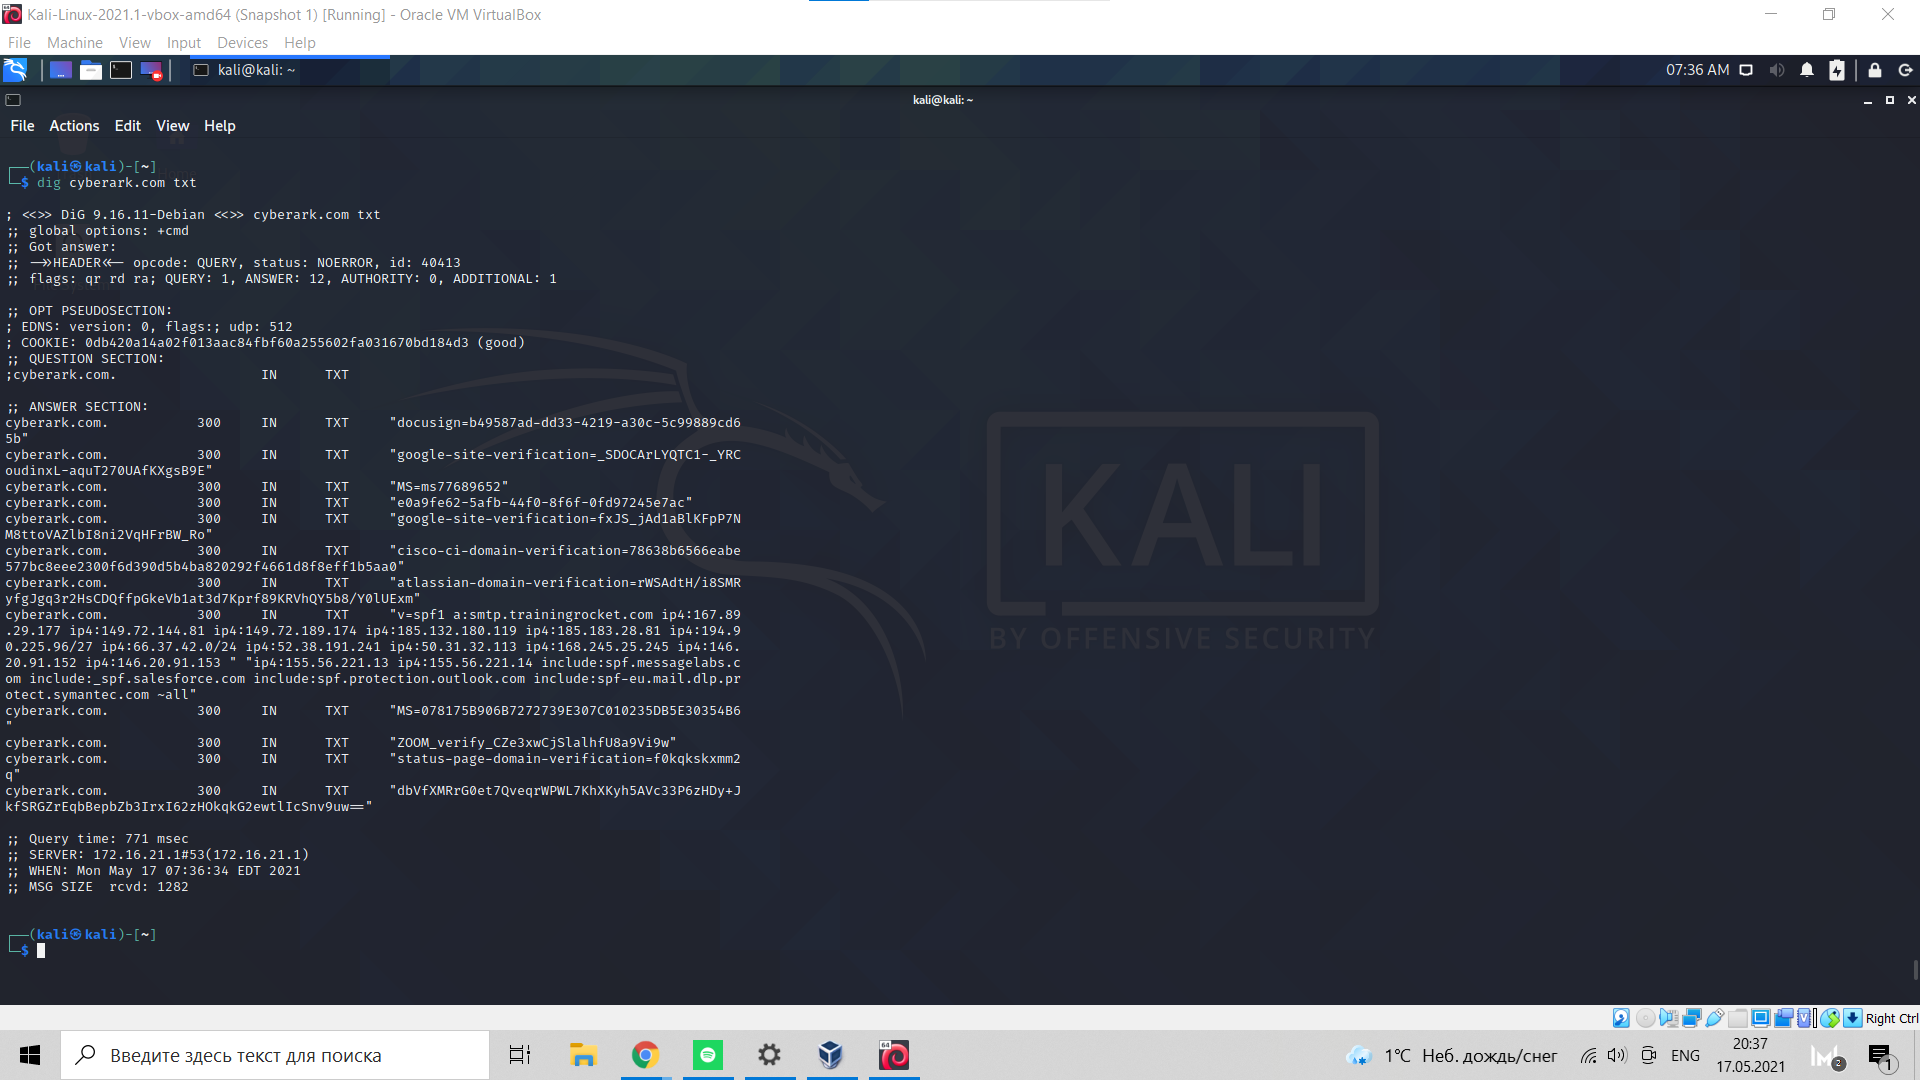 Kali-Linux-2021.1-vbox-amd64 (Snapshot 1) [Running] - Oracle VM VirtualBox
File Machine View Input Devices Help
kali@kali: ~
07:36 AM
kali@kali: ~
File Actions Edit View Help
┌──(kali㉿kali)-[~]
└─$ dig cyberark.com txt
; <<>> DiG 9.16.11-Debian <<>> cyberark.com txt
;; global options: +cmd
;; Got answer:
;; ->>HEADER<<- opcode: QUERY, status: NOERROR, id: 40413
;; flags: qr rd ra; QUERY: 1, ANSWER: 12, AUTHORITY: 0, ADDITIONAL: 1
;; OPT PSEUDOSECTION:
; EDNS: version: 0, flags:; udp: 512
; COOKIE: 0db420a14a02f013aac84fbf60a255602fa031670bd184d3 (good)
;; QUESTION SECTION:
;cyberark.com. IN TXT
;; ANSWER SECTION:
cyberark.com. 300 IN TXT "docusign=b49587ad-dd33-4219-a30c-5c99889cd6
5b"
cyberark.com. 300 IN TXT "google-site-verification=_SDOCArLYQTC1-_YRC
oudinxL-aquT270UAfKXgsB9E"
cyberark.com. 300 IN TXT "MS=ms77689652"
cyberark.com. 300 IN TXT "e0a9fe62-5afb-44f0-8f6f-0fd97245e7ac"
cyberark.com. 300 IN TXT "google-site-verification=fxJS_jAd1aBlKFpP7N
M8ttoVAZlbI8ni2VqHFrBW_Ro"
cyberark.com. 300 IN TXT "cisco-ci-domain-verification=78638b6566eabe
577bc8eee2300f6d390d5b4ba820292f4661d8f8eff1b5aa0"
cyberark.com. 300 IN TXT "atlassian-domain-verification=rWSAdtH/i8SMR
yfgJgq3r2HsCDQffpGkeVb1at3d7Kprf89KRVhQY5b8/Y0lUExm"
cyberark.com. 300 IN TXT "v=spf1 a:smtp.trainingrocket.com ip4:167.89
.29.177 ip4:149.72.144.81 ip4:149.72.189.174 ip4:185.132.180.119 ip4:185.183.28.81 ip4:194.9
0.225.96/27 ip4:66.37.42.0/24 ip4:52.38.191.241 ip4:50.31.32.113 ip4:168.245.25.245 ip4:146.
20.91.152 ip4:146.20.91.153 " "ip4:155.56.221.13 ip4:155.56.221.14 include:spf.messagelabs.c
om include:_spf.salesforce.com include:spf.protection.outlook.com include:spf-eu.mail.dlp.pr
otect.symantec.com ~all"
cyberark.com. 300 IN TXT "MS=078175B906B7272739E307C010235DB5E30354B6
"
cyberark.com. 300 IN TXT "ZOOM_verify_CZe3xwCjSlalhfU8a9Vi9w"
cyberark.com. 300 IN TXT "status-page-domain-verification=f0kqkskxmm2
q"
cyberark.com. 300 IN TXT "dbVfXMRrG0et7QveqrWPWL7KhXKyh5AVc33P6zHDy+J
kfSRGZrEqbBepbZb3IrxI62zHOkqkG2ewtlIcSnv9uw=="
;; Query time: 771 msec
;; SERVER: 172.16.21.1#53(172.16.21.1)
;; WHEN: Mon May 17 07:36:34 EDT 2021
;; MSG SIZE rcvd: 1282
┌──(kali㉿kali)-[~]
└─$
KALI
BY OFFENSIVE SECURITY
Right Ctrl
Введите здесь текст для поиска
64
1°C Неб. дождь/снег
ENG
20:37
17.05.2021
2
1